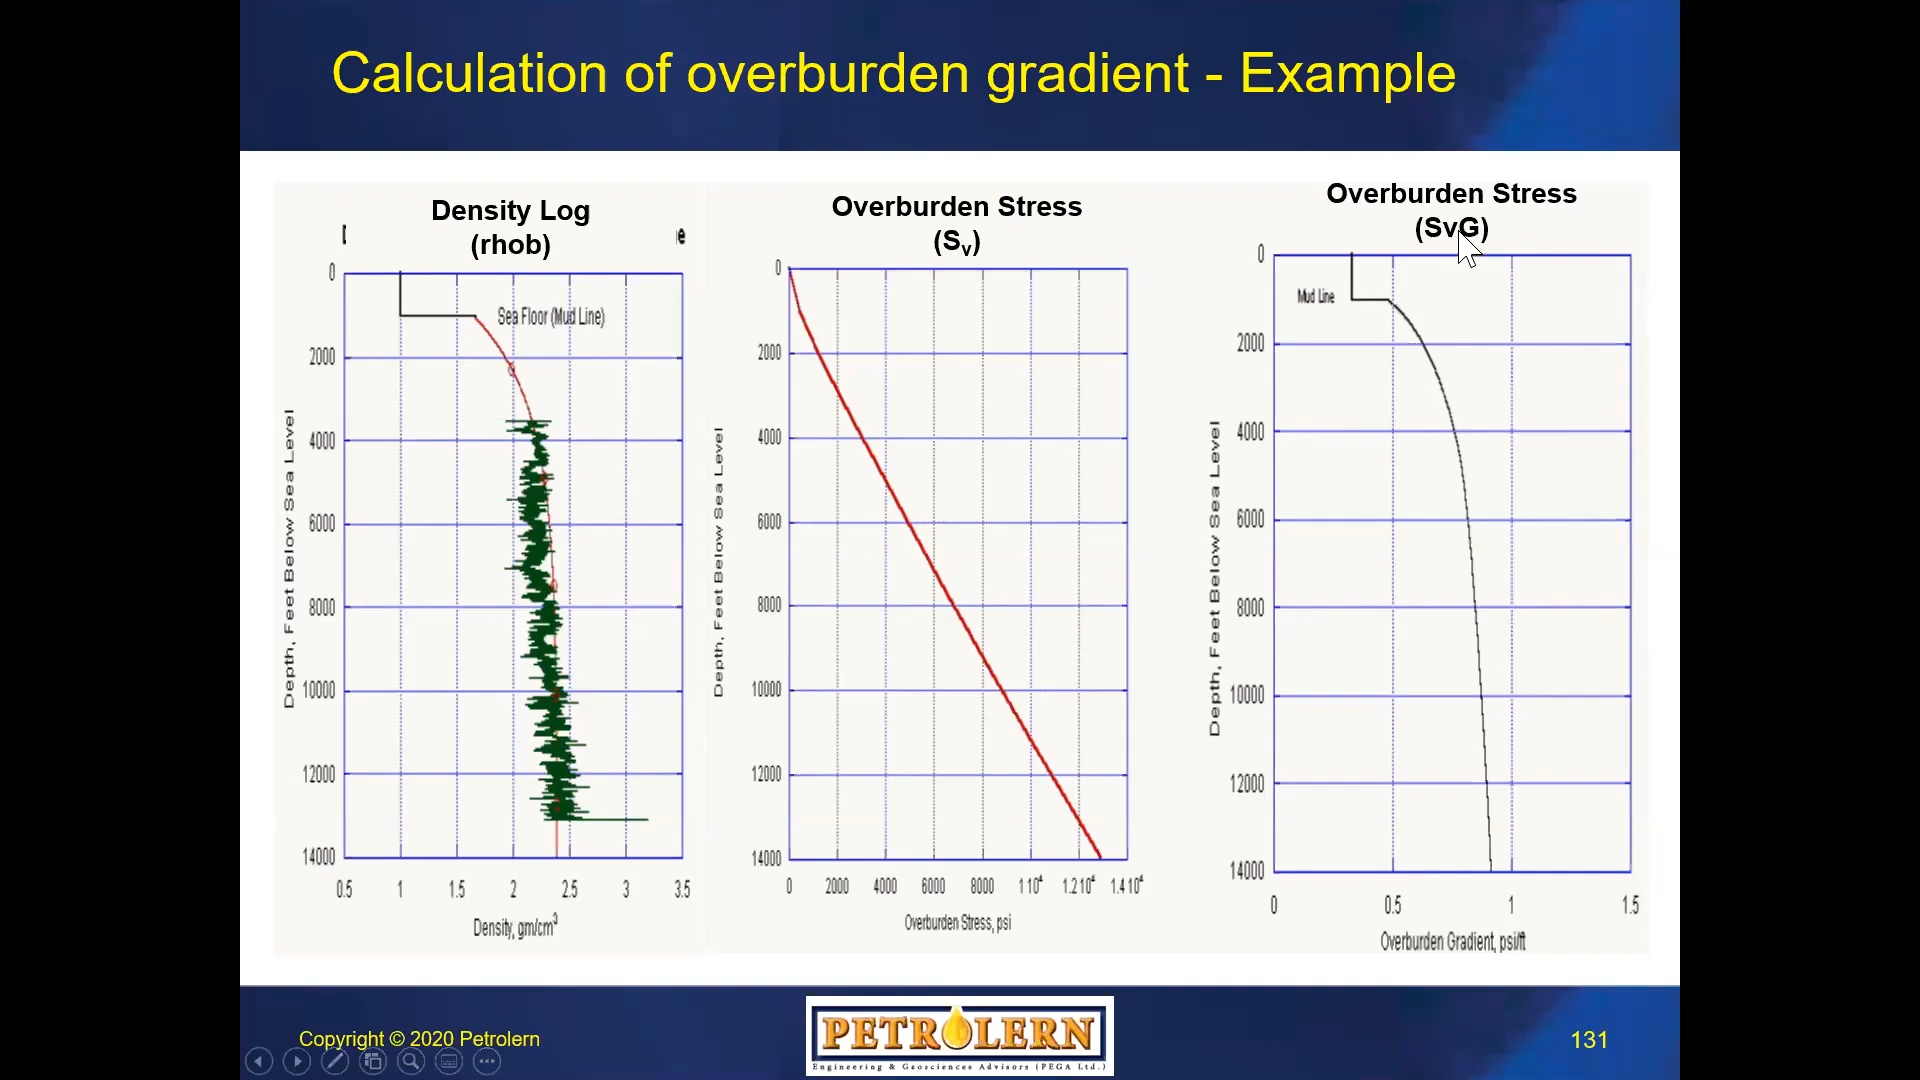 Calculation of overburden gradient - Example
Density Log
(rhob)
Sea Floor (Mud Line)
Depth, Feet Below Sea Level
0
2000
4000
6000
8000
10000
12000
14000
0.5 1 1.5 2 2.5 3 3.5
Density, gm/cm³
Overburden Stress
(Sv)
Depth, Feet Below Sea Level
0
2000
4000
6000
8000
10000
12000
14000
0 2000 4000 6000 8000 1 10⁴ 1.2 10⁴ 1.4 10⁴
Overburden Stress, psi
Overburden Stress
(SvG)
Mud Line
Depth, Feet Below Sea Level
0
2000
4000
6000
8000
10000
12000
14000
0 0.5 1 1.5
Overburden Gradient, psi/ft
Copyright © 2020 Petrolern
PETROLERN
Engineering & Geosciences Advisors (PEGA Ltd.)
131